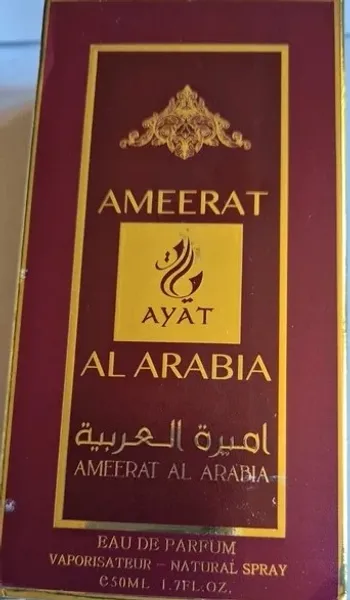 AMEERAT
AYAT
AL ARABIA
اميرة العربية
AMEERAT AL ARABIA
EAU DE PARFUM
VAPORISATEUR – NATURAL SPRAY
℮50ML 1.7FL.OZ.